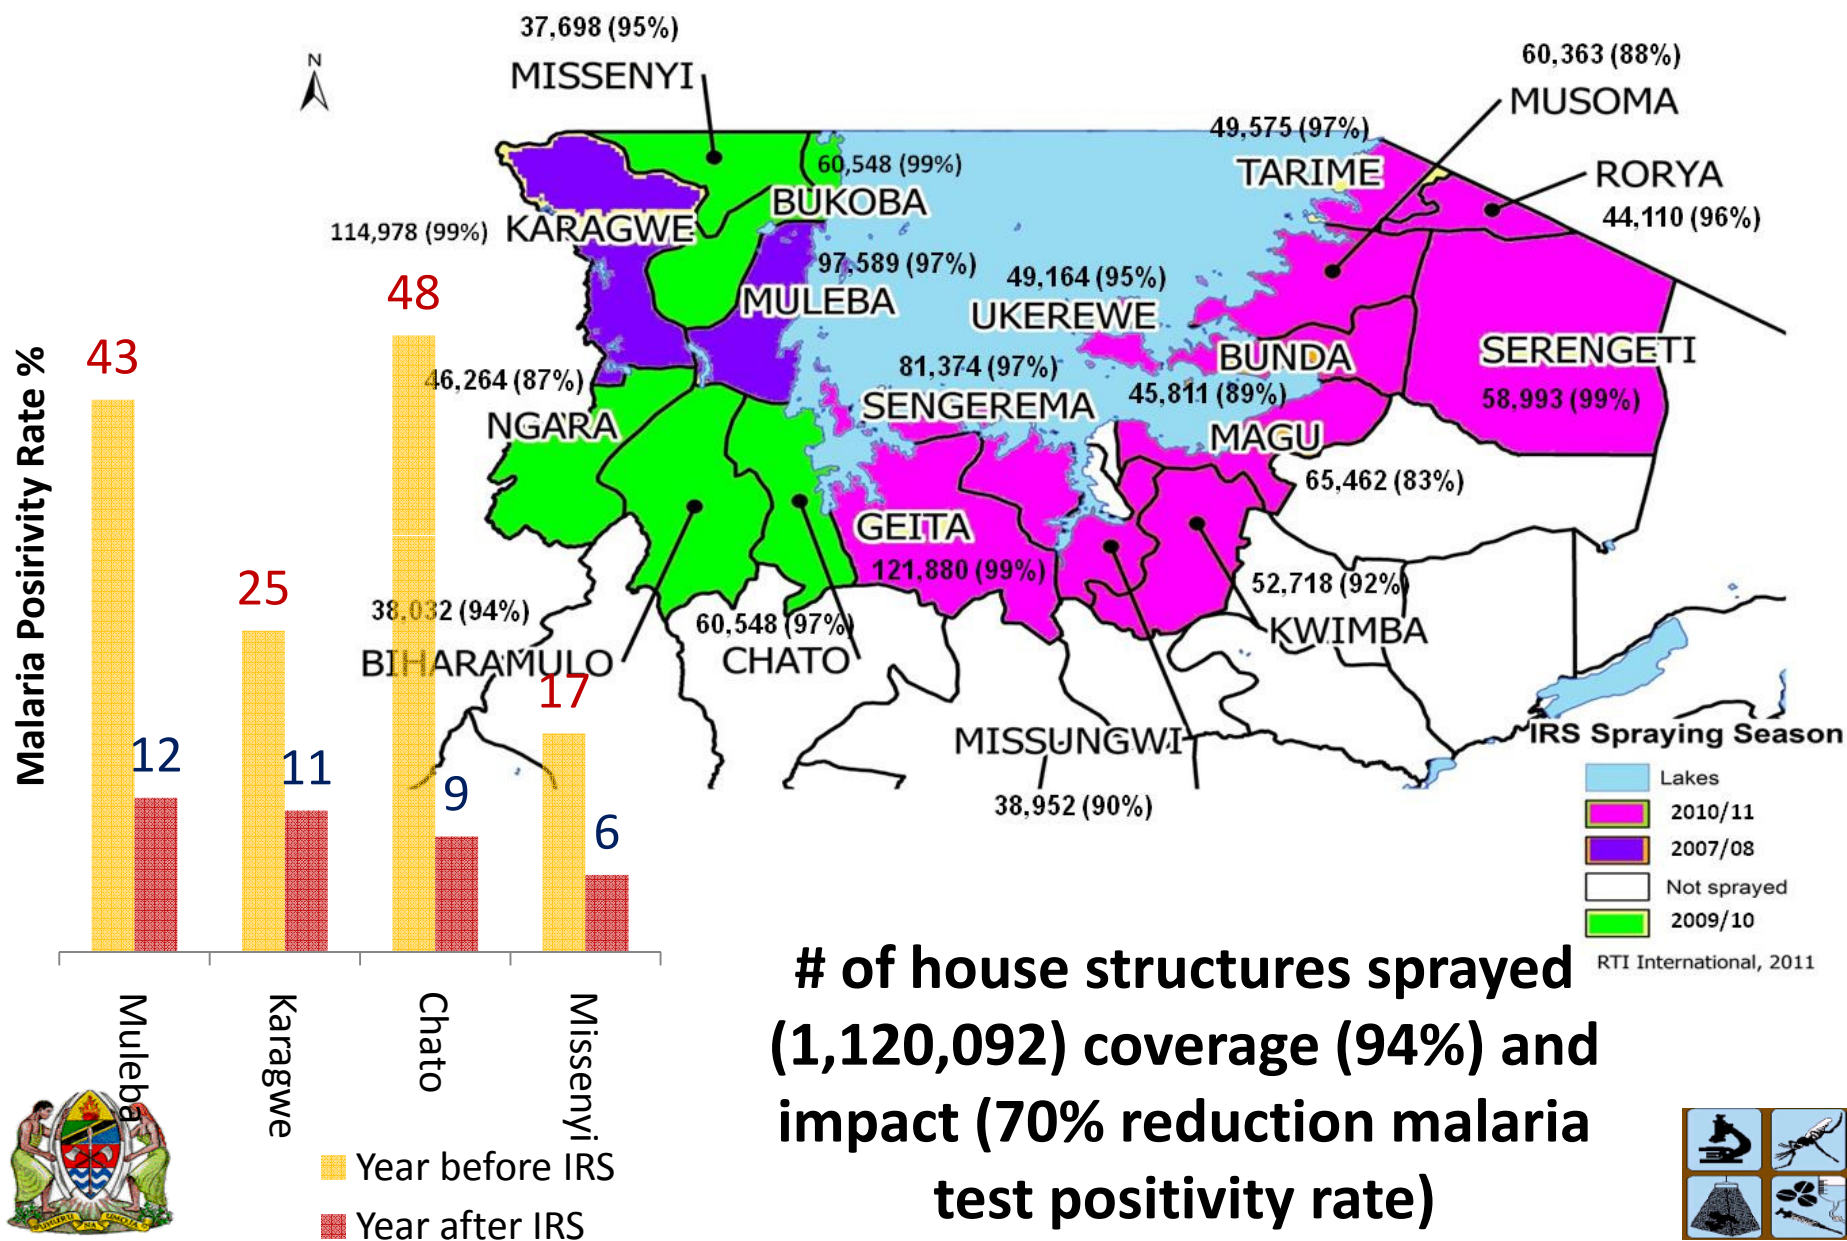 37,698 (95%)
MISSENYI
N
60,363 (88%)
MUSOMA
49,575 (97%)
TARIME
RORYA
44,110 (96%)
60,548 (99%)
BUKOBA
114,978 (99%)
KARAGWE
97,589 (97%)
MULEBA
49,164 (95%)
UKEREWE
BUNDA
45,811 (89%)
SERENGETI
58,993 (99%)
81,374 (97%)
SENGEREMA
46,264 (87%)
NGARA
MAGU
65,462 (83%)
GEITA
121,880 (99%)
52,718 (92%)
KWIMBA
38,032 (94%)
BIHARAMULO
60,548 (97%)
CHATO
MISSUNGWI
38,952 (90%)
IRS Spraying Season
Lakes
2010/11
2007/08
Not sprayed
2009/10
RTI International, 2011
Malaria Posirivity Rate %
43
12
25
11
48
9
17
6
Muleba
Karagwe
Chato
Missenyi
Year before IRS
Year after IRS
# of house structures sprayed
(1,120,092) coverage (94%) and
impact (70% reduction malaria
test positivity rate)
UHURU NA UMOJA